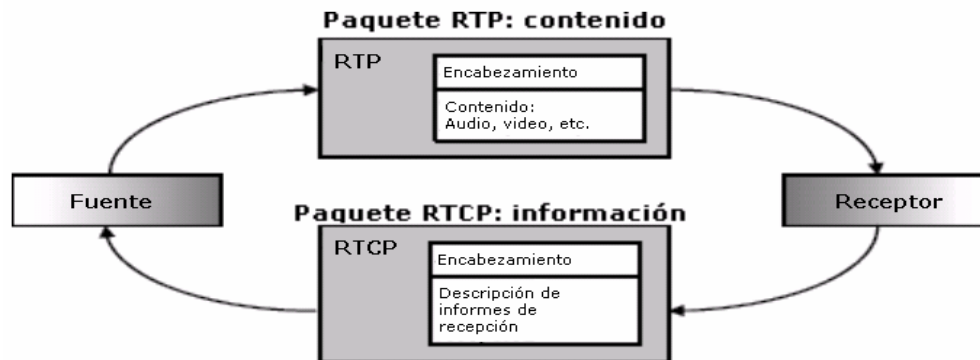 Paquete RTP: contenido
RTP
Encabezamiento
Contenido:
Audio, video, etc.
Fuente
Receptor
Paquete RTCP: información
RTCP
Encabezamiento
Descripción de
informes de
recepción